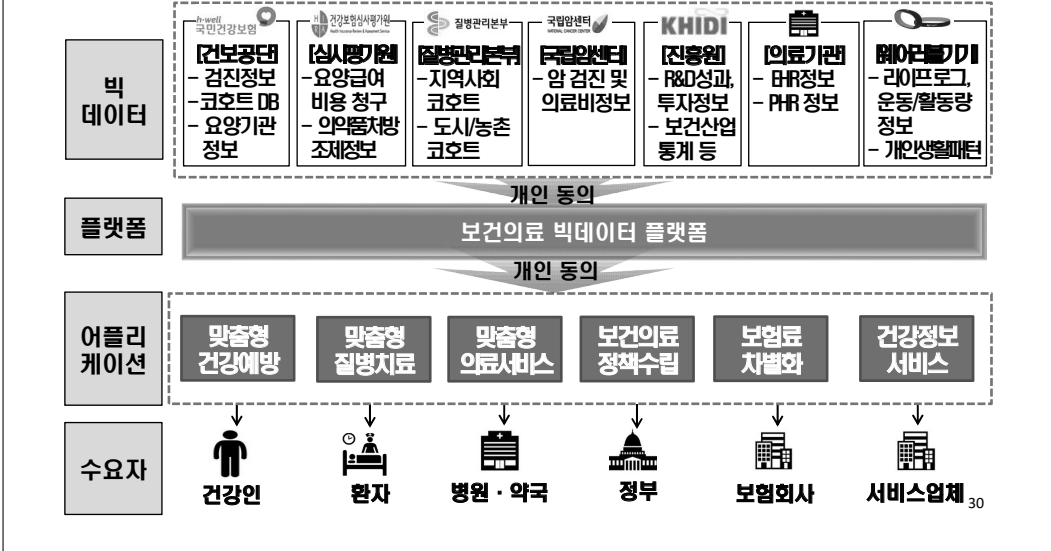 빅
데이터
h·well
국민건강보험
[건보공단]
- 검진정보
- 코호트 DB
- 요양기관
정보
건강보험심사평가원
Health Insurance Review & Assessment Service
[심사평가원]
- 요양급여
비용 청구
- 의약품처방
조제정보
질병관리본부
[질병관리본부]
- 지역사회
코호트
- 도시/농촌
코호트
국립암센터
NATIONAL CANCER CENTER
[국립암센터]
- 암 검진 및
의료비정보
KHIDI
[진흥원]
- R&D성과,
투자정보
- 보건산업
통계 등
[의료기관]
- EHR정보
- PHR 정보
[웨어러블기기]
- 라이프로그,
운동/활동량
정보
- 개인생활패턴
개인 동의
플랫폼
보건의료 빅데이터 플랫폼
개인 동의
어플리
케이션
맞춤형
건강예방
맞춤형
질병치료
맞춤형
의료서비스
보건의료
정책수립
보험료
차별화
건강정보
서비스
수요자
건강인
환자
병원 · 약국
정부
보험회사
서비스업체
30